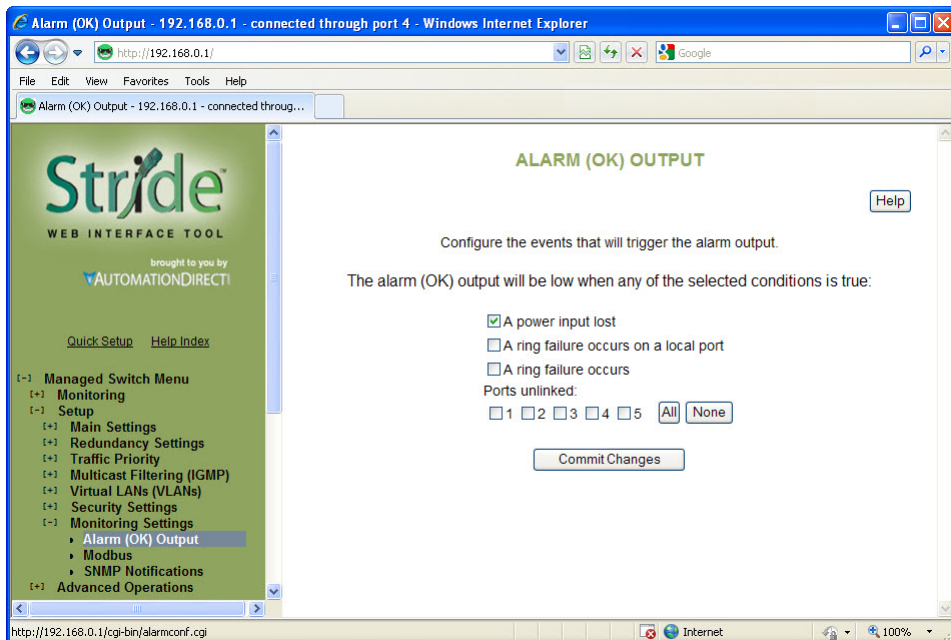 Alarm (OK) Output - 192.168.0.1 - connected through port 4 - Windows Internet Explorer
http://192.168.0.1/
Google
File Edit View Favorites Tools Help
Alarm (OK) Output - 192.168.0.1 - connected throug...
Stride™
WEB INTERFACE TOOL
brought to you by
AUTOMATIONDIRECT
Quick Setup Help Index
[-] Managed Switch Menu
[+] Monitoring
[-] Setup
[+] Main Settings
[+] Redundancy Settings
[+] Traffic Priority
[+] Multicast Filtering (IGMP)
[+] Virtual LANs (VLANs)
[+] Security Settings
[-] Monitoring Settings
Alarm (OK) Output
Modbus
SNMP Notifications
[+] Advanced Operations
ALARM (OK) OUTPUT
Help
Configure the events that will trigger the alarm output.
The alarm (OK) output will be low when any of the selected conditions is true:
A power input lost
A ring failure occurs on a local port
A ring failure occurs
Ports unlinked:
1 2 3 4 5 All None
Commit Changes
http://192.168.0.1/cgi-bin/alarmconf.cgi
Internet
100%